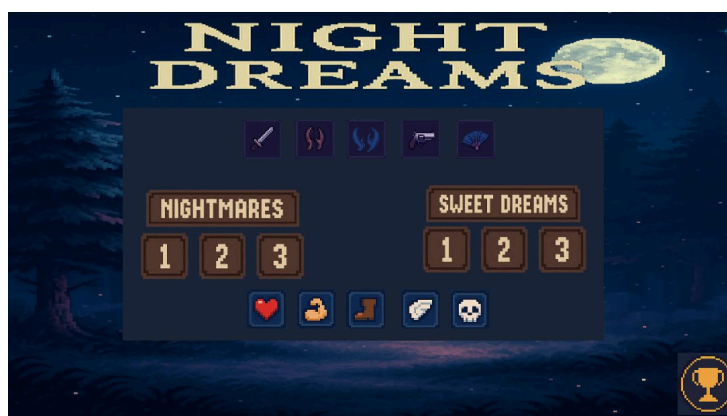 NIGHT
DREAMS
NIGHTMARES
SWEET DREAMS
1 2 3
1 2 3